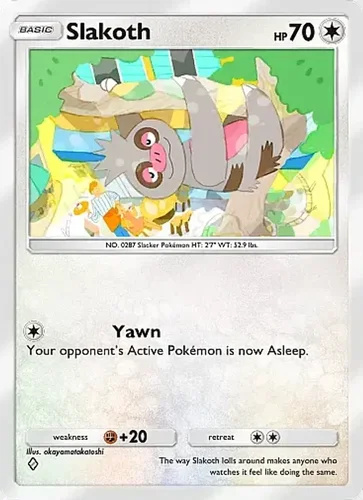 BASIC Slakoth HP 70
NO. 0287 Slacker Pokémon HT: 2'7" WT: 52.9 lbs.
Yawn
Your opponent's Active Pokémon is now Asleep.
weakness +20 retreat
Illus. okayamatakatoshi
The way Slakoth lolls around makes anyone who
watches it feel like doing the same.